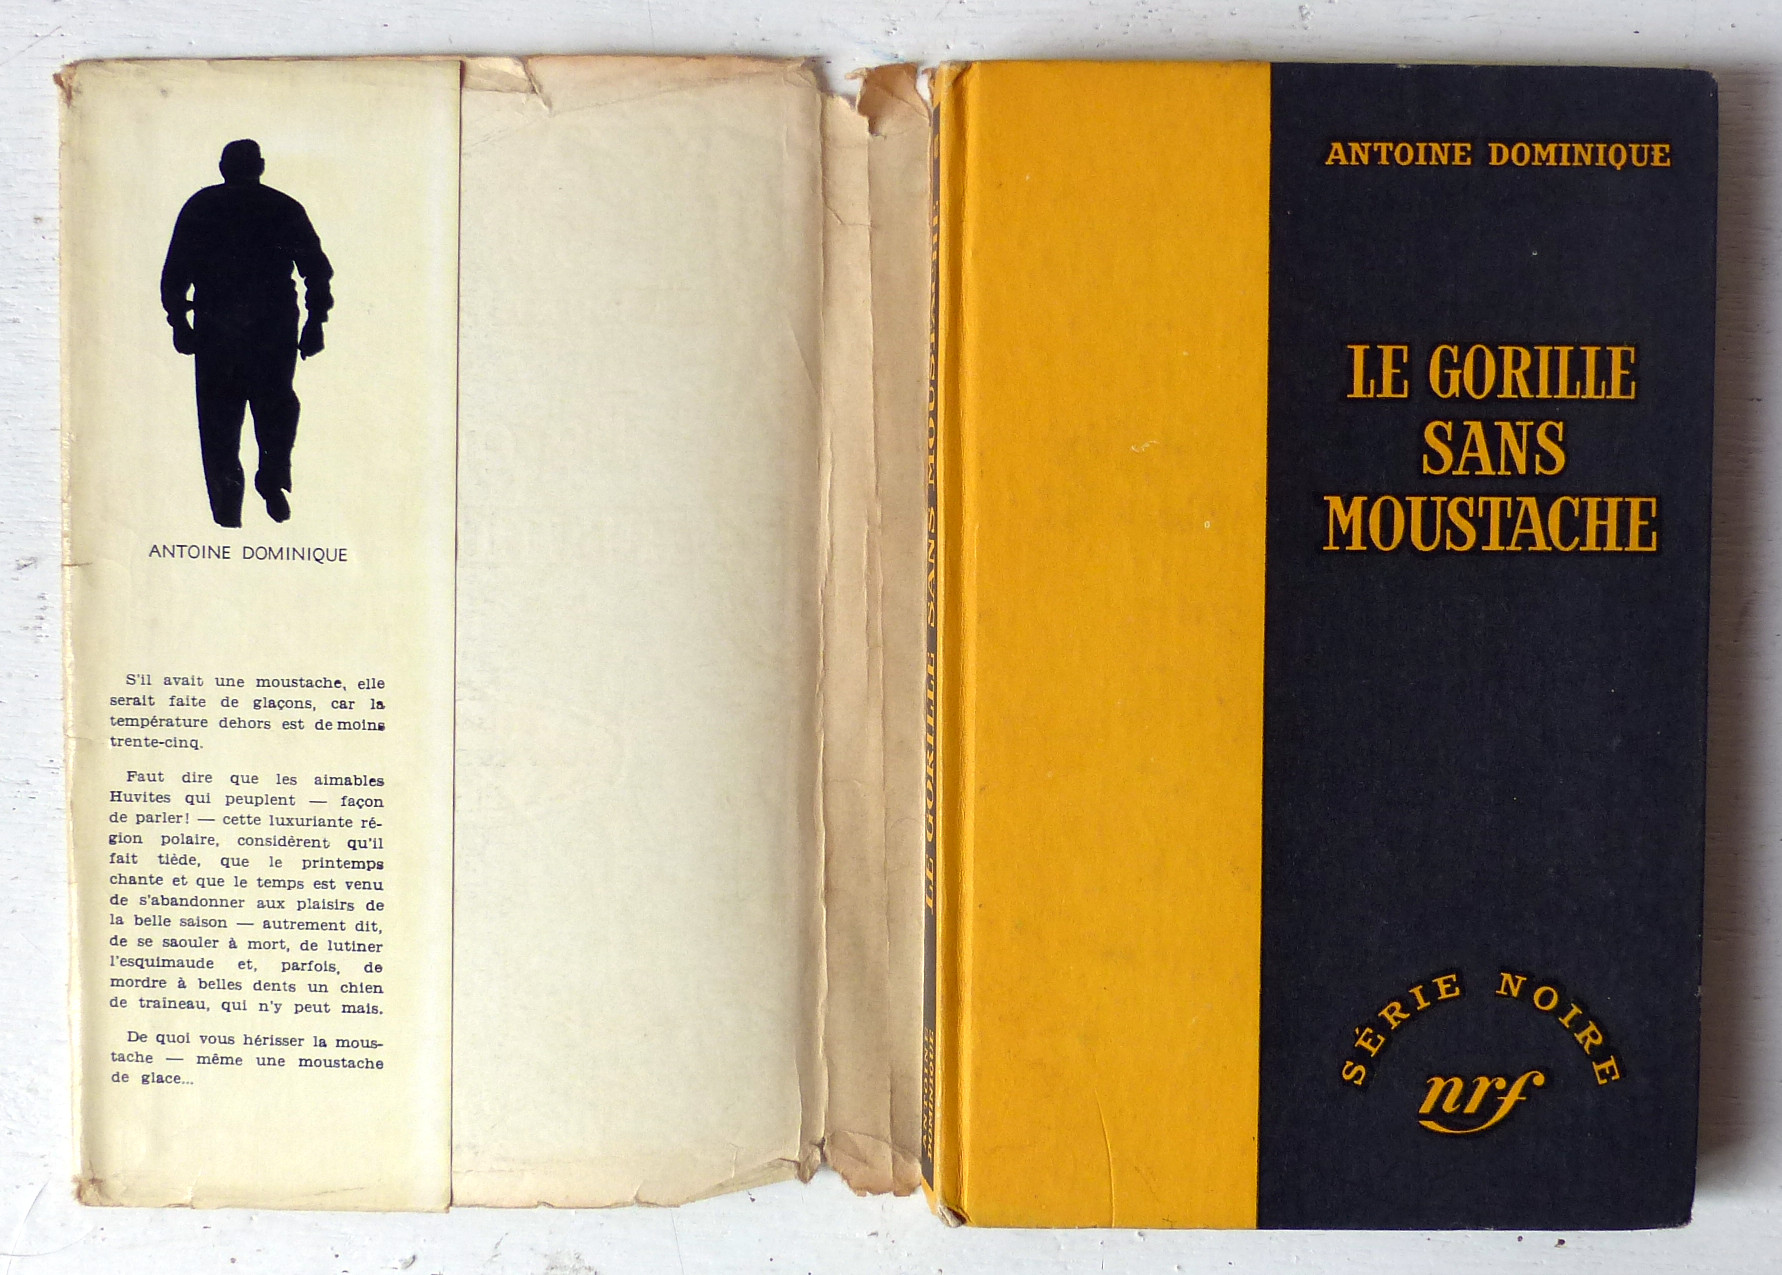 ANTOINE DOMINIQUE
S'il avait une moustache, elle
serait faite de glaçons, car la
température dehors est de moins
trente-cinq.
Faut dire que les aimables
Huvites qui peuplent — façon
de parler! — cette luxuriante ré-
gion polaire, considèrent qu'il
fait tiède, que le printemps
chante et que le temps est venu
de s'abandonner aux plaisirs de
la belle saison — autrement dit,
de se saouler à mort, de lutiner
l'esquimaude et, parfois, de
mordre à belles dents un chien
de traîneau, qui n'y peut mais.
De quoi vous hérisser la mous-
tache — même une moustache
de glace...
LE GORILLE SANS MOUSTACHE
ANTOINE
DOMINIQUE
ANTOINE DOMINIQUE
LE GORILLE
SANS
MOUSTACHE
SÉRIE NOIRE
nrf